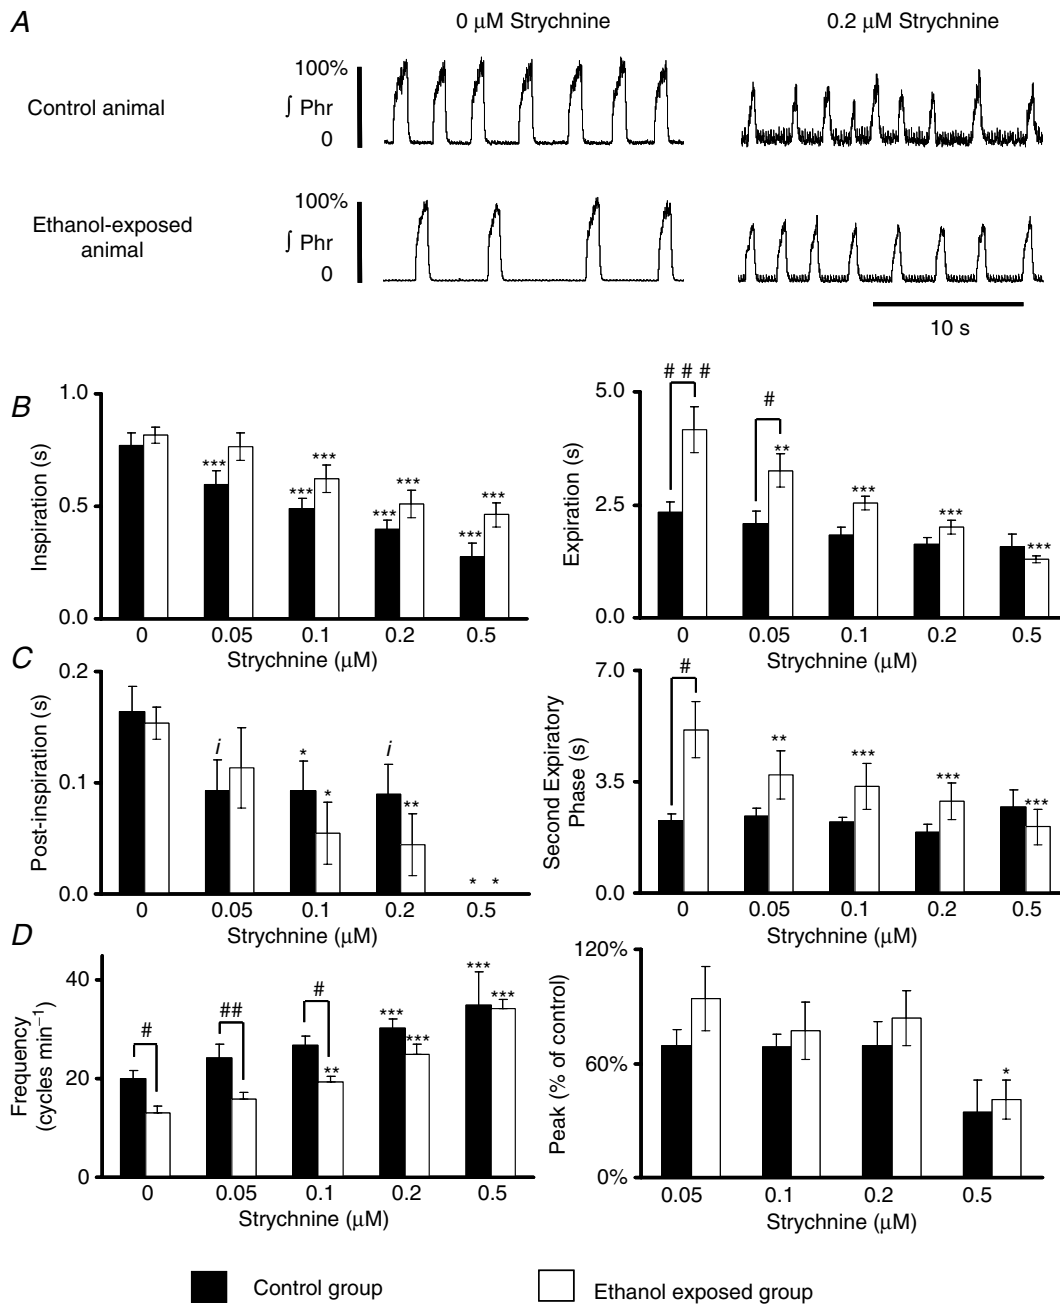 A
0 μM Strychnine
0.2 μM Strychnine
Control animal
100%
∫ Phr
0
Ethanol-exposed
animal
100%
∫ Phr
0
10 s
B
Inspiration (s)
1.0
0.5
0.0
***
***
***
***
***
***
***
0
0.05
0.1
0.2
0.5
Strychnine (μM)
Expiration (s)
5.0
2.5
0.0
# # #
#
**
***
***
***
0
0.05
0.1
0.2
0.5
Strychnine (μM)
C
Post-inspiration (s)
0.2
0.1
0.0
i
*
*
i
**
*
*
0
0.05
0.1
0.2
0.5
Strychnine (μM)
Second Expiratory
Phase (s)
7.0
3.5
0.0
#
**
***
***
***
0
0.05
0.1
0.2
0.5
Strychnine (μM)
D
Frequency
(cycles min⁻¹)
40
20
0
#
##
#
**
***
***
***
***
0
0.05
0.1
0.2
0.5
Strychnine (μM)
Peak (% of control)
120%
60%
0%
*
0.05
0.1
0.2
0.5
Strychnine (μM)
Control group
Ethanol exposed group